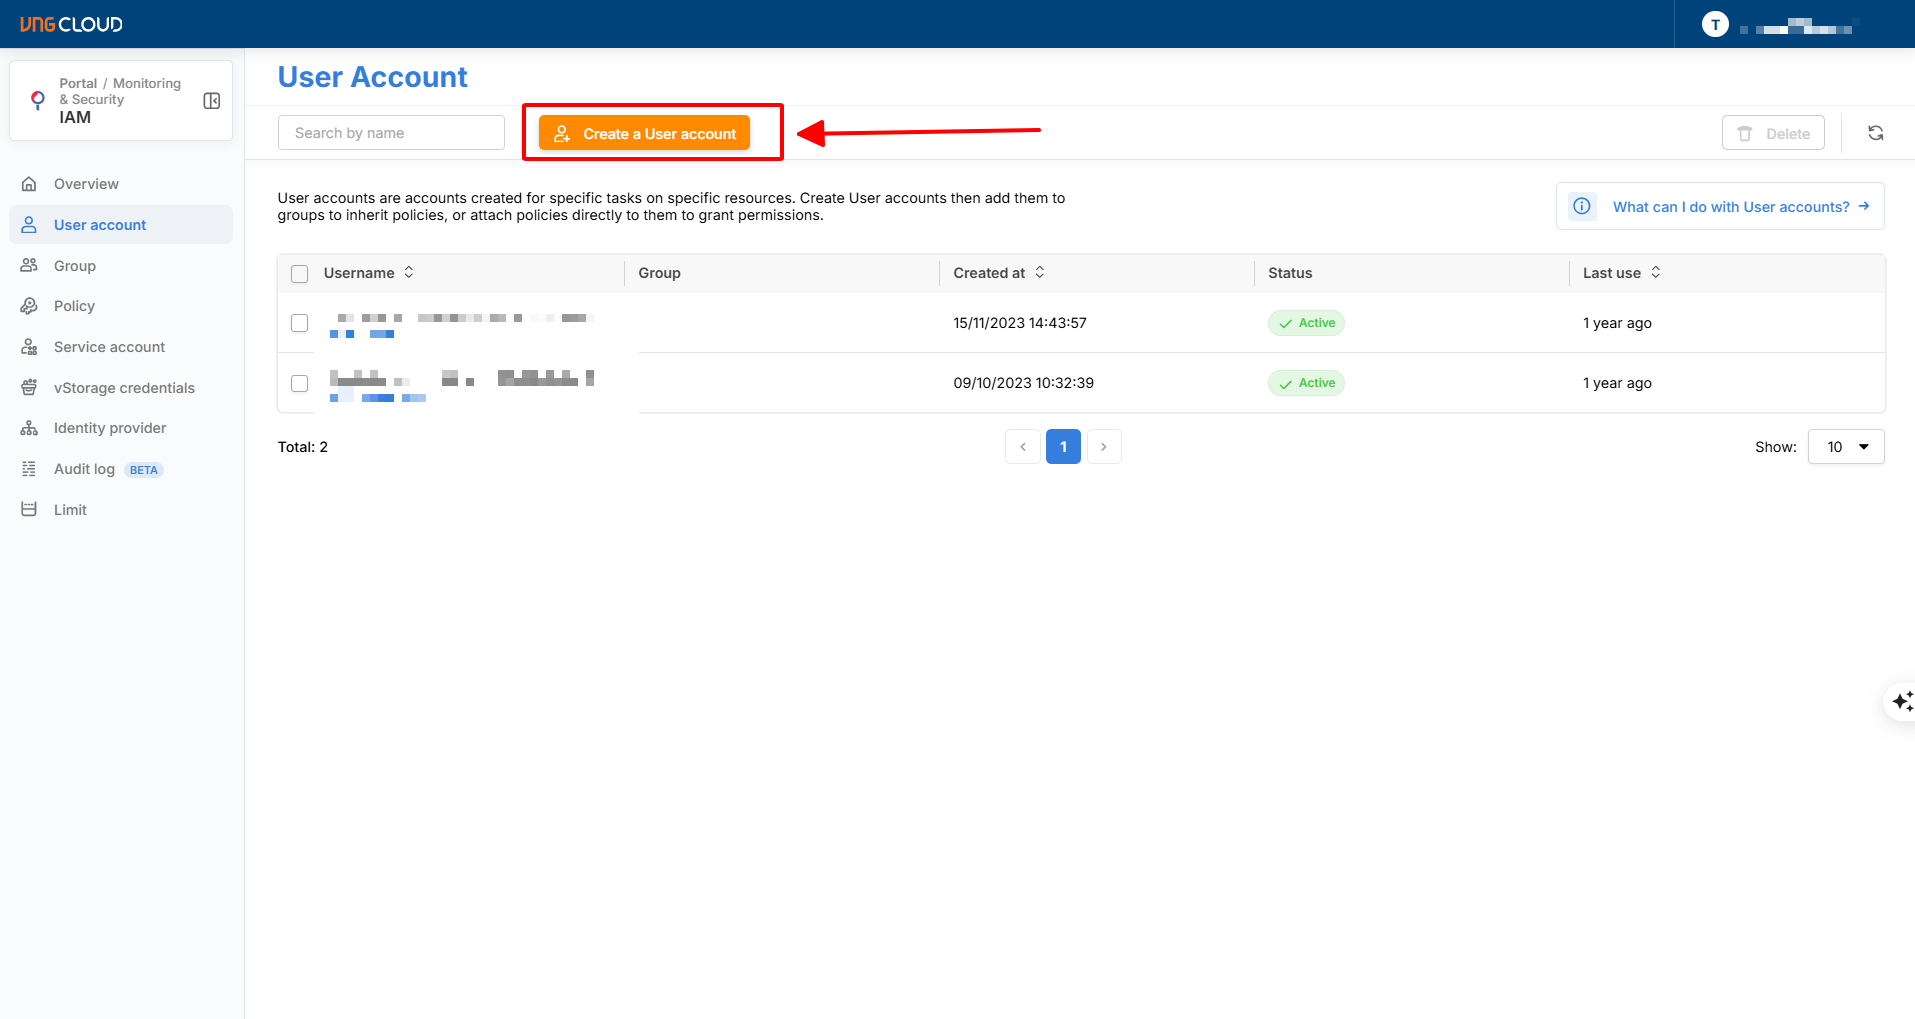 VNG CLOUD
T
Portal / Monitoring
& Security
IAM
Overview
User account
Group
Policy
Service account
vStorage credentials
Identity provider
Audit log BETA
Limit
User Account
Search by name
Create a User account
Delete
User accounts are accounts created for specific tasks on specific resources. Create User accounts then add them to
groups to inherit policies, or attach policies directly to them to grant permissions.
What can I do with User accounts?
Username Group Created at Status Last use
15/11/2023 14:43:57 Active 1 year ago
09/10/2023 10:32:39 Active 1 year ago
Total: 2
1
Show: 10